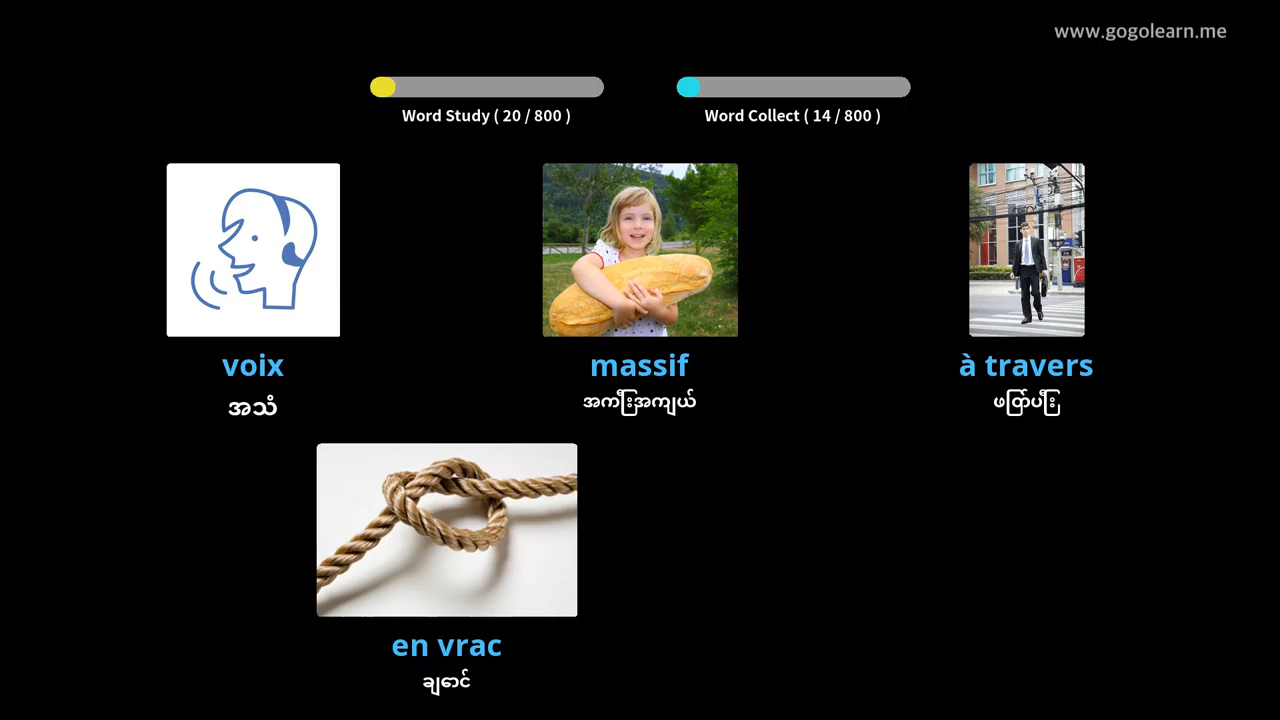 www.gogolearn.me
Word Study ( 20 / 800 )
Word Collect ( 14 / 800 )
voix
massif
à travers
အသံ
အကြီးအကျယ်
ဖြတ်ပြီး
en vrac
ချောင်